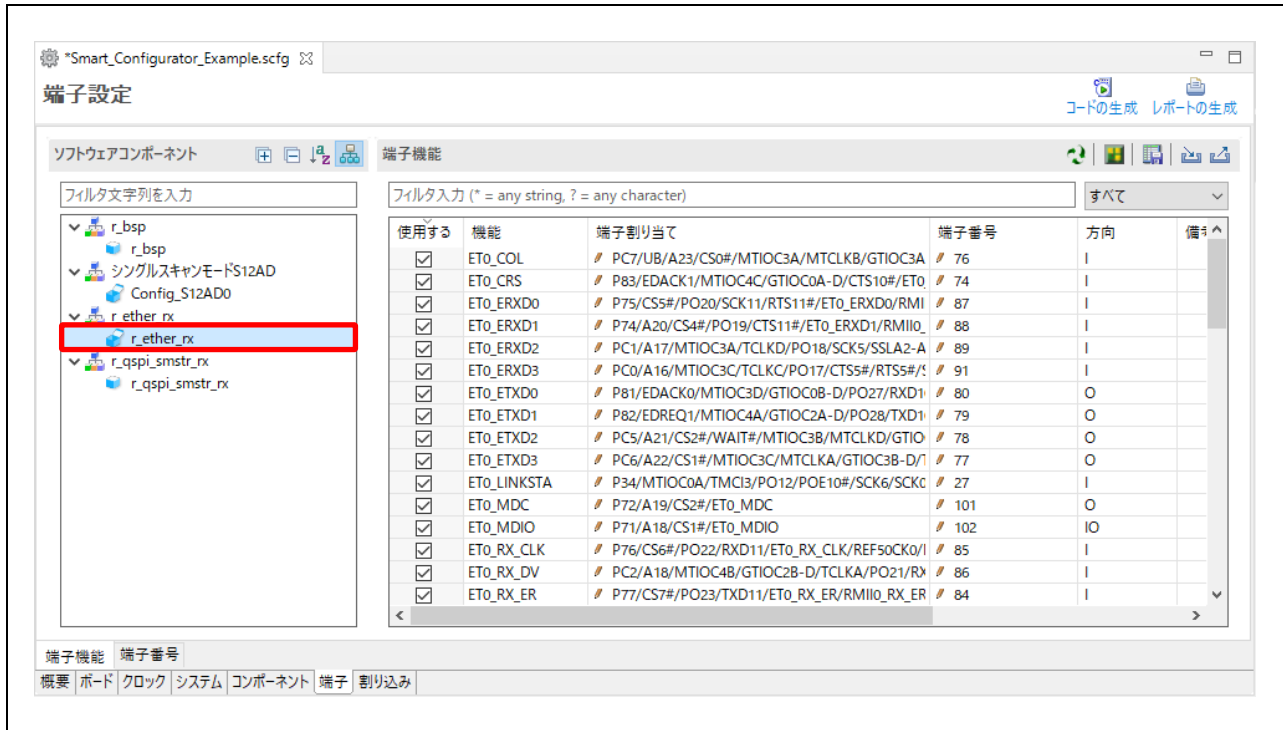 *Smart_Configurator_Example.scfg
端子設定
コードの生成 レポートの生成
ソフトウェアコンポーネント
端子機能
フィルタ文字列を入力
フィルタ入力 (* = any string, ? = any character)
すべて
r_bsp
r_bsp
シングルスキャンモードS12AD
Config_S12AD0
r_ether_rx
r_ether_rx
r_qspi_smstr_rx
r_qspi_smstr_rx
使用する 機能 端子割り当て 端子番号 方向 備考
ET0_COL PC7/UB/A23/CS0#/MTIOC3A/MTCLKB/GTIOC3A 76 I
ET0_CRS P83/EDACK1/MTIOC4C/GTIOC0A-D/CTS10#/ET0_ 74 I
ET0_ERXD0 P75/CS5#/PO20/SCK11/RTS11#/ET0_ERXD0/RMI 87 I
ET0_ERXD1 P74/A20/CS4#/PO19/CTS11#/ET0_ERXD1/RMII0_ 88 I
ET0_ERXD2 PC1/A17/MTIOC3A/TCLKD/PO18/SCK5/SSLA2-A 89 I
ET0_ERXD3 PC0/A16/MTIOC3C/TCLKC/PO17/CTS5#/RTS5#/S 91 I
ET0_ETXD0 P81/EDACK0/MTIOC3D/GTIOC0B-D/PO27/RXD1 80 O
ET0_ETXD1 P82/EDREQ1/MTIOC4A/GTIOC2A-D/PO28/TXD1 79 O
ET0_ETXD2 PC5/A21/CS2#/WAIT#/MTIOC3B/MTCLKD/GTIO 78 O
ET0_ETXD3 PC6/A22/CS1#/MTIOC3C/MTCLKA/GTIOC3B-D/T 77 O
ET0_LINKSTA P34/MTIOC0A/TMCI3/PO12/POE10#/SCK6/SCK0 27 I
ET0_MDC P72/A19/CS2#/ET0_MDC 101 O
ET0_MDIO P71/A18/CS1#/ET0_MDIO 102 IO
ET0_RX_CLK P76/CS6#/PO22/RXD11/ET0_RX_CLK/REF50CK0/ 85 I
ET0_RX_DV PC2/A18/MTIOC4B/GTIOC2B-D/TCLKA/PO21/RX 86 I
ET0_RX_ER P77/CS7#/PO23/TXD11/ET0_RX_ER/RMII0_RX_ER 84 I
端子機能 端子番号
概要 ボード クロック システム コンポーネント 端子 割り込み